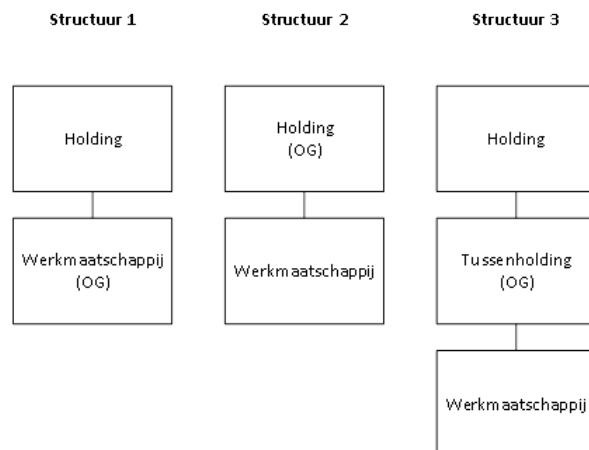 Structuur 1
Structuur 2
Structuur 3
Holding
Holding
(OG)
Holding
Werkmaatschappij
(OG)
Werkmaatschappij
Tussenholding
(OG)
Werkmaatschappij